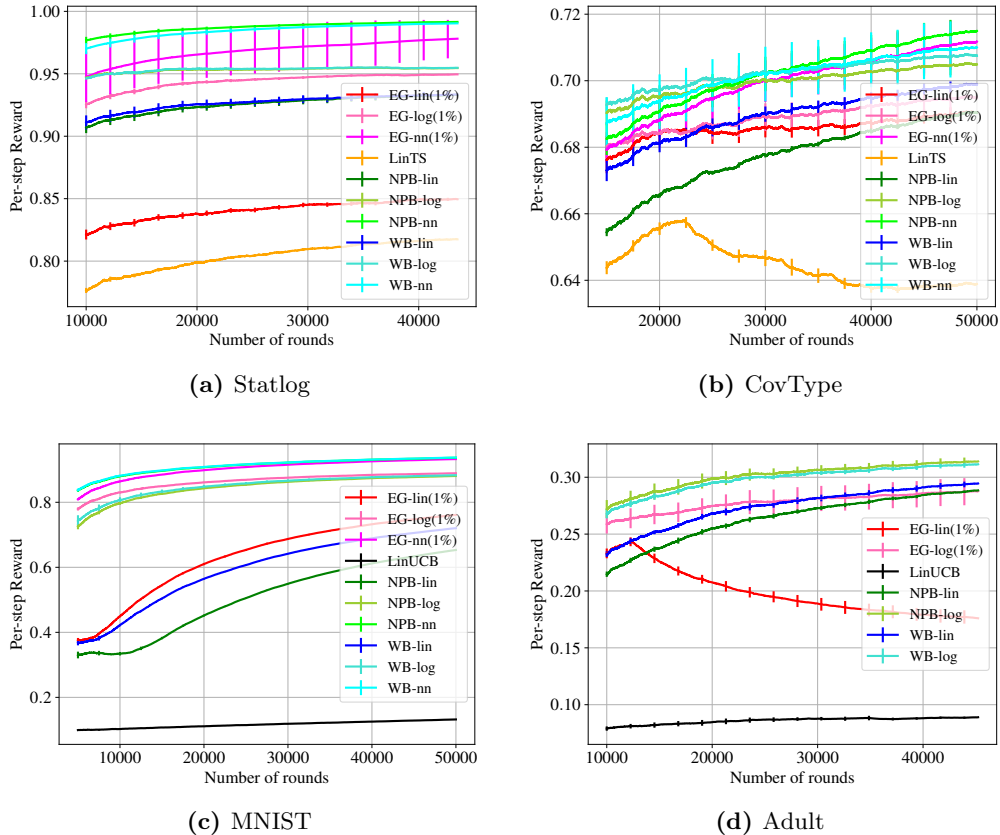 1.00
0.95
0.90
0.85
0.80
Per-step Reward
10000 20000 30000 40000
Number of rounds
EG-lin(1%)
EG-log(1%)
EG-nn(1%)
LinTS
NPB-lin
NPB-log
NPB-nn
WB-lin
WB-log
WB-nn
(a) Statlog
0.72
0.70
0.68
0.66
0.64
Per-step Reward
20000 30000 40000 50000
Number of rounds
EG-lin(1%)
EG-log(1%)
EG-nn(1%)
LinTS
NPB-lin
NPB-log
NPB-nn
WB-lin
WB-log
WB-nn
(b) CovType
0.8
0.6
0.4
0.2
Per-step Reward
10000 20000 30000 40000 50000
Number of rounds
EG-lin(1%)
EG-log(1%)
EG-nn(1%)
LinUCB
NPB-lin
NPB-log
NPB-nn
WB-lin
WB-log
WB-nn
(c) MNIST
0.30
0.25
0.20
0.15
0.10
Per-step Reward
10000 20000 30000 40000
Number of rounds
EG-lin(1%)
EG-log(1%)
LinUCB
NPB-lin
NPB-log
WB-lin
WB-log
(d) Adult